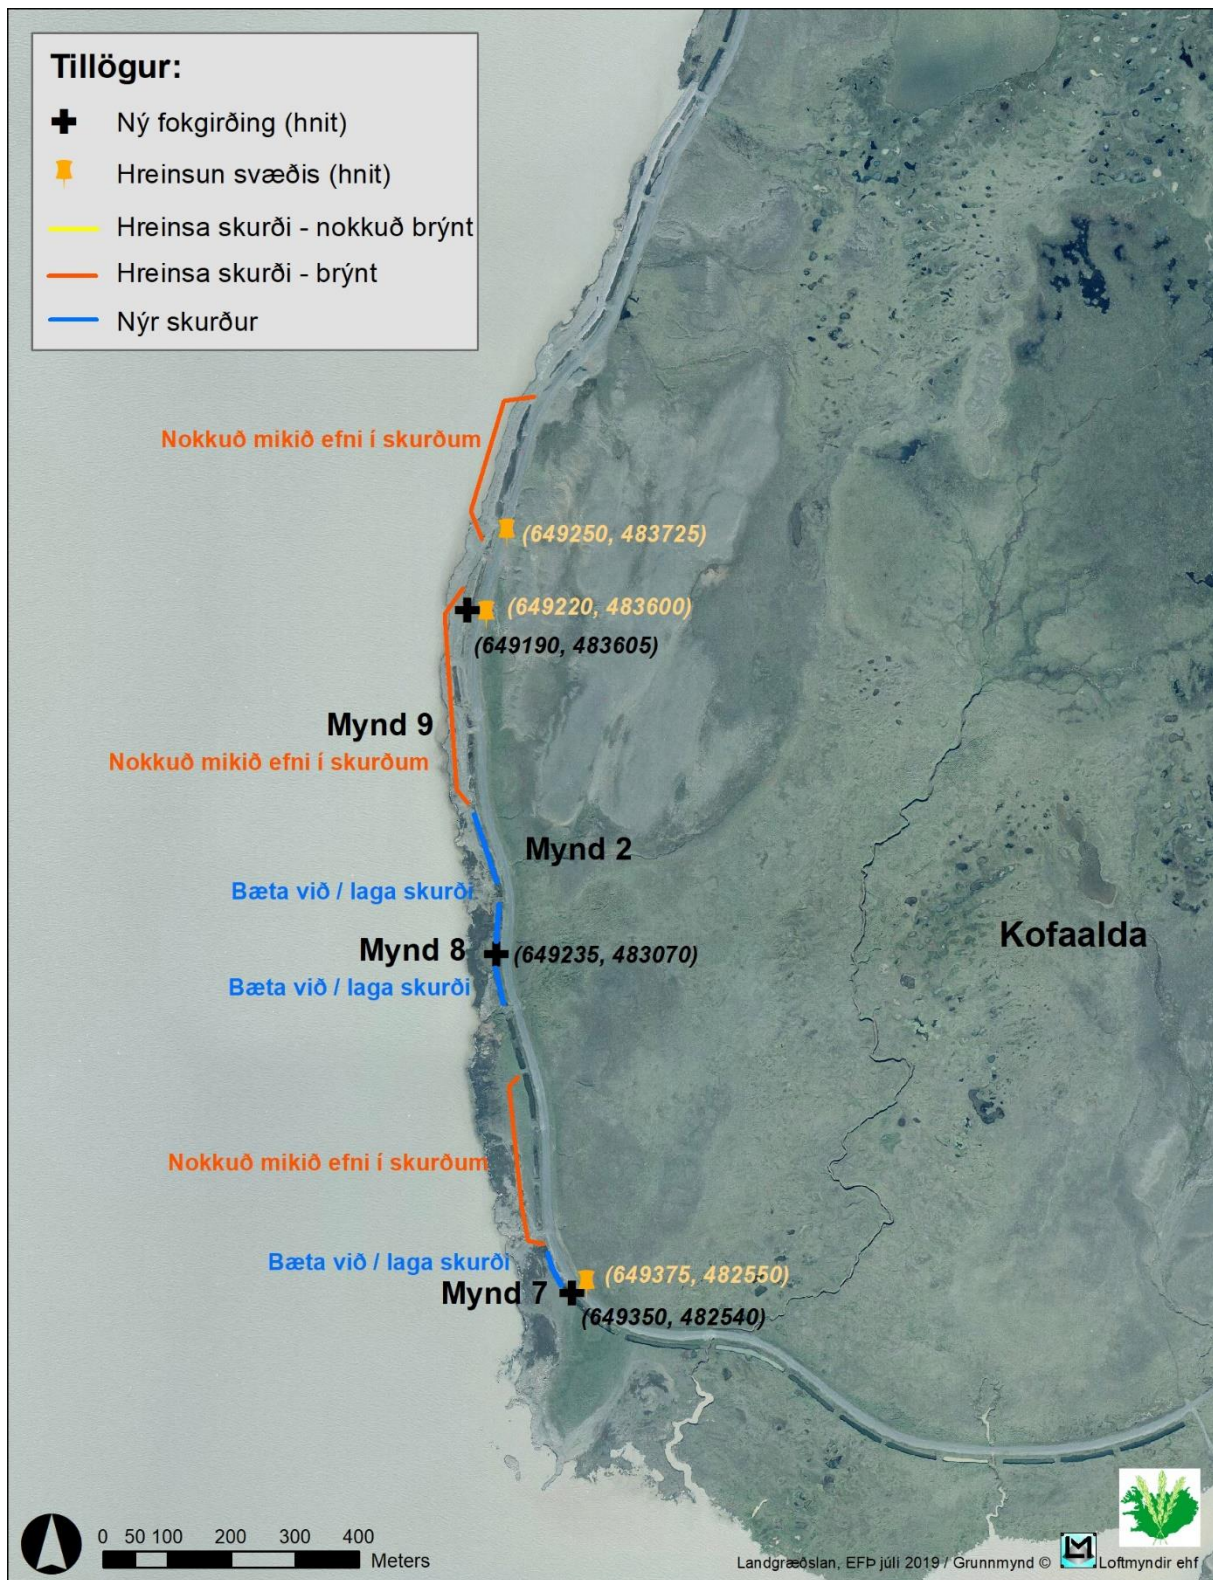 Tillögur:
Ný fokgirðing (hnit)
Hreinsun svæðis (hnit)
Hreinsa skurði - nokkuð brýnt
Hreinsa skurði - brýnt
Nýr skurður
Nokkuð mikið efni í skurðum
(649250, 483725)
(649220, 483600)
(649190, 483605)
Mynd 9
Nokkuð mikið efni í skurðum
Mynd 2
Bæta við / laga skurði
Kofaalda
Mynd 8
(649235, 483070)
Bæta við / laga skurði
Nokkuð mikið efni í skurðum
Bæta við / laga skurði
(649375, 482550)
Mynd 7
(649350, 482540)
0 50 100 200 300 400
Meters
Landgræðslan, EFÞ júlí 2019 / Grunnmynd © LM Loftmyndir ehf